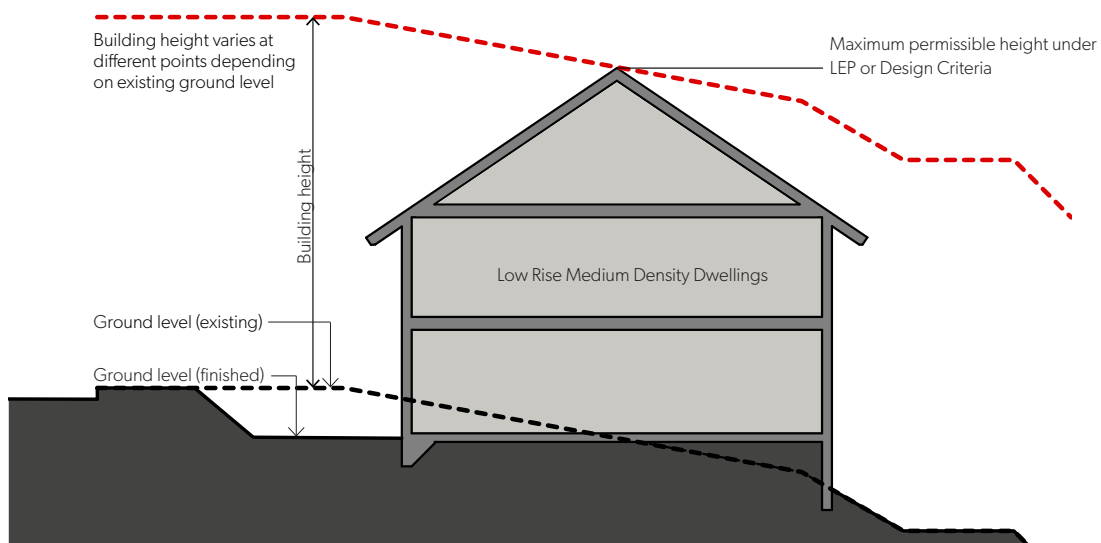 Building height varies at
different points depending
on existing ground level
Maximum permissible height under
LEP or Design Criteria
Building height
Low Rise Medium Density Dwellings
Ground level (existing)
Ground level (finished)